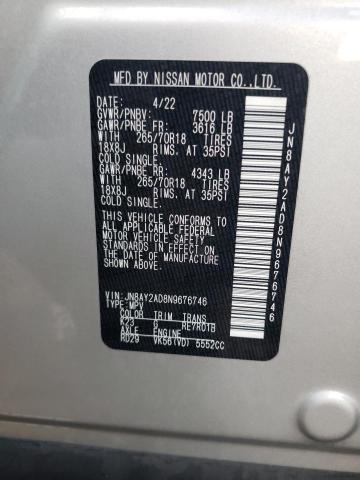 MFD BY NISSAN MOTOR CO.,LTD.
DATE: 4/22
GVWR/PNBV: 7500 LB
GAWR/PNBE FR: 3616 LB
WITH 265/70R18 TIRES
18X8J RIMS. AT 35PSI
COLD SINGLE.
GAWR/PNBE RR: 4343 LB
WITH 265/70R18 TIRES
18X8J RIMS. AT 35PSI
COLD SINGLE.
THIS VEHICLE CONFORMS TO
ALL APPLICABLE FEDERAL
MOTOR VEHICLE SAFETY
STANDARDS IN EFFECT ON
THE DATE OF MANUFACTURE
SHOWN ABOVE.
VIN: JN8AY2AD8N9676746
TYPE: MPV
COLOR TRIM TRANS
K23 G RE7R01B
AXLE ENGINE
RD29 VK56(VD) 5552CC
JN8AY2AD8N9676746